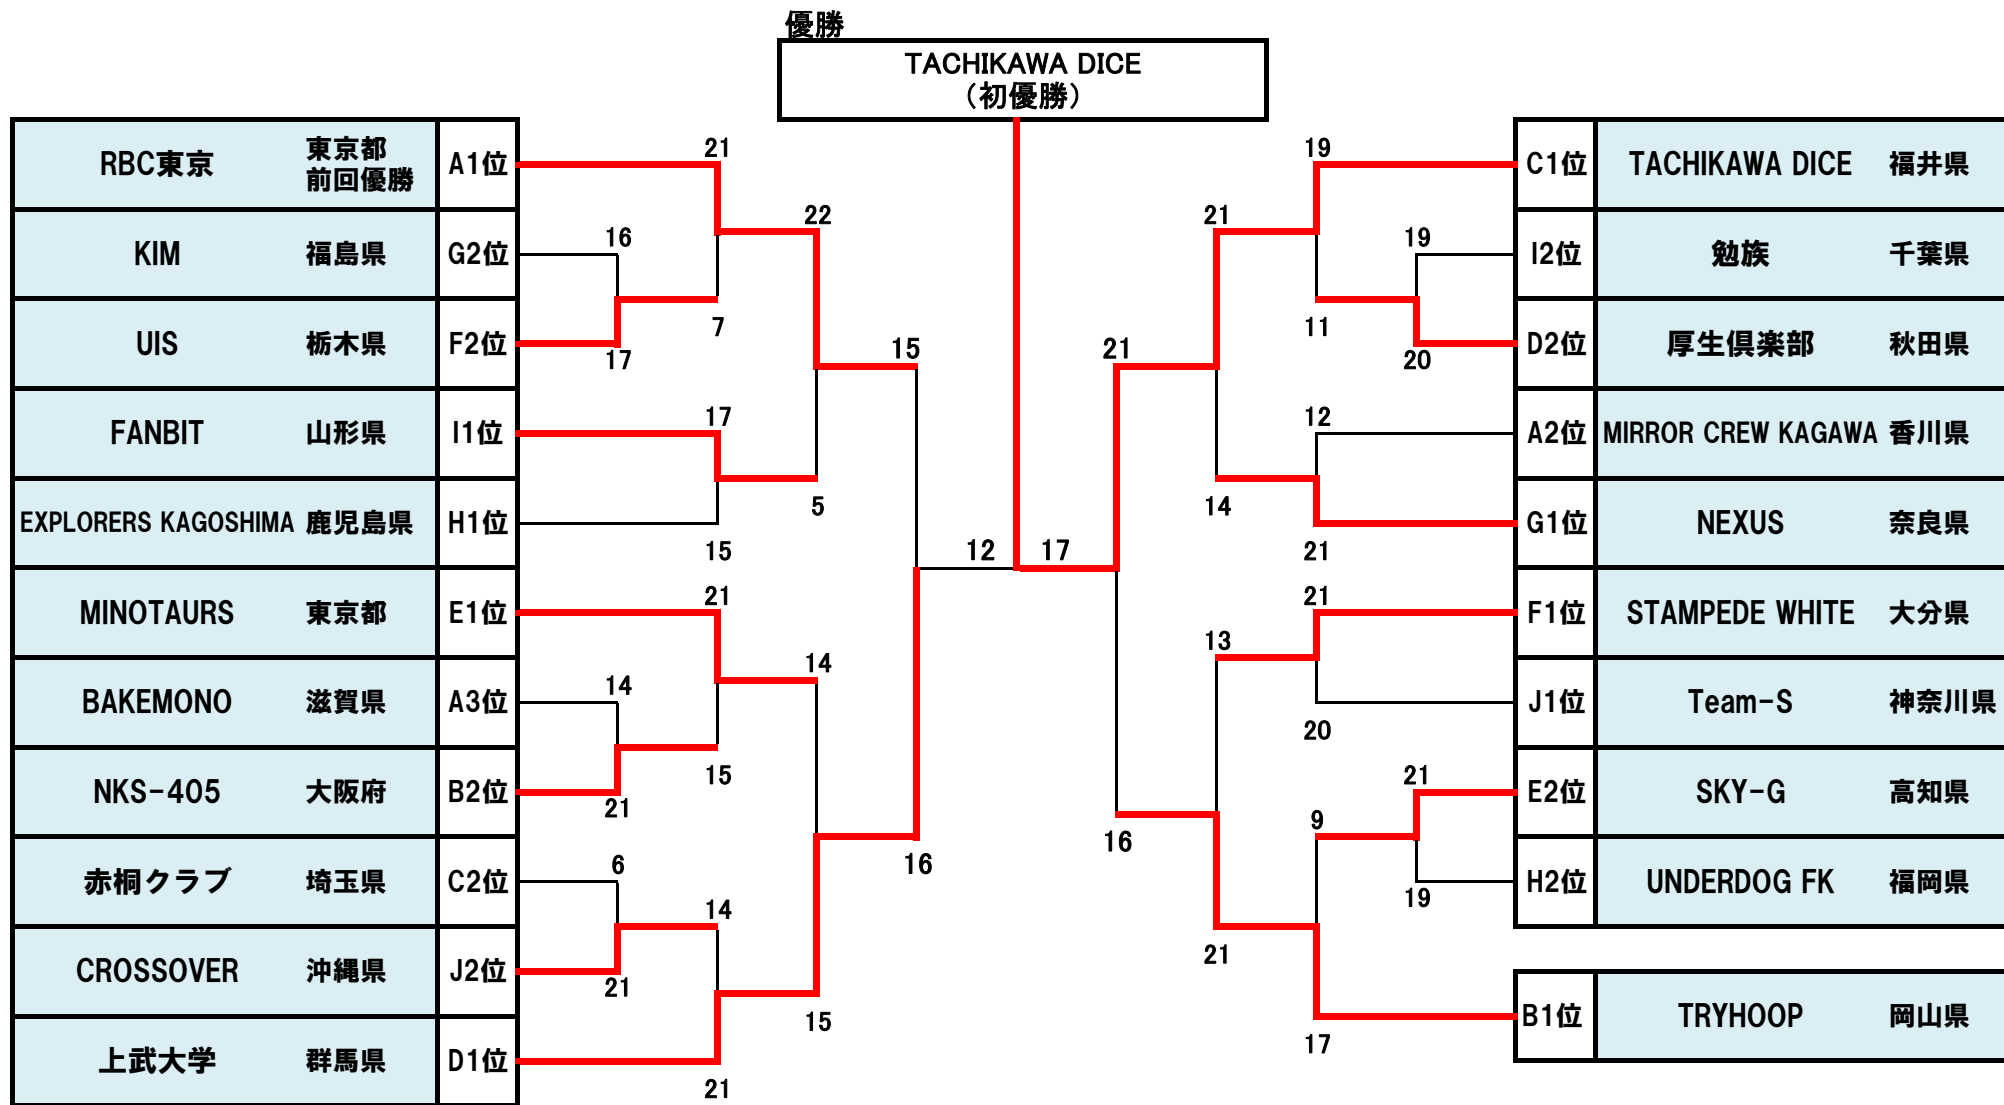 優勝
TACHIKAWA DICE
（初優勝）
RBC東京 東京都 前回優勝 A1位
KIM 福島県 G2位
UIS 栃木県 F2位
FANBIT 山形県 I1位
EXPLORERS KAGOSHIMA 鹿児島県 H1位
MINOTAURS 東京都 E1位
BAKEMONO 滋賀県 A3位
NKS-405 大阪府 B2位
赤桐クラブ 埼玉県 C2位
CROSSOVER 沖縄県 J2位
上武大学 群馬県 D1位
16
17
14
21
6
21
21
7
17
15
21
15
14
21
22
5
14
15
15
16
12
17
21
16
21
14
13
21
19
11
12
21
21
20
9
17
19
20
21
19
C1位 TACHIKAWA DICE 福井県
I2位 勉族 千葉県
D2位 厚生倶楽部 秋田県
A2位 MIRROR CREW KAGAWA 香川県
G1位 NEXUS 奈良県
F1位 STAMPEDE WHITE 大分県
J1位 Team-S 神奈川県
E2位 SKY-G 高知県
H2位 UNDERDOG FK 福岡県
B1位 TRYHOOP 岡山県